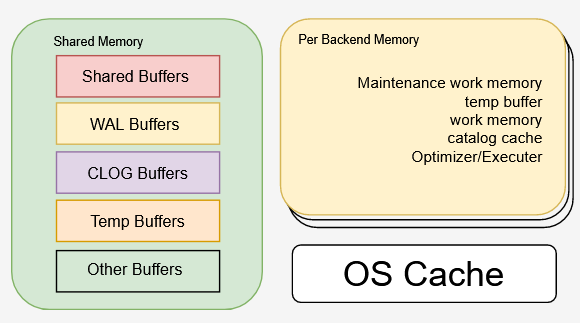 Shared Memory
Shared Buffers
WAL Buffers
CLOG Buffers
Temp Buffers
Other Buffers
Per Backend Memory
Maintenance work memory
temp buffer
work memory
catalog cache
Optimizer/Executer
OS Cache